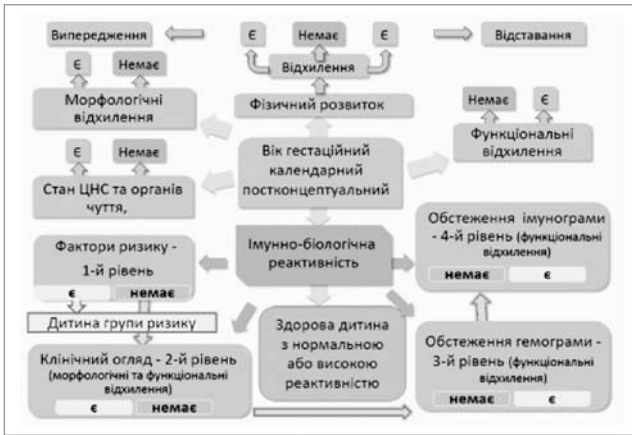 Випередження
Є
Немає
Є
Відставання
Є
Немає
Відхилення
Морфологічні
відхилення
Фізичний розвиток
Немає
Є
Функціональні
відхилення
Є
Немає
Вік гестаційний
календарний
постконцептуальний
Стан ЦНС та органів
чуття,
Фактори ризику -
1-й рівень
є
немає
Імунно-біологічна
реактивність
Обстеження імунограми
- 4-й рівень (функціональні
відхилення)
немає
є
Дитина групи ризику
Клінічний огляд - 2-й рівень
(морфологічні та функціональні
відхилення)
є
немає
Здорова дитина
з нормальною
або високою
реактивністю
Обстеження гемограми -
3-й рівень (функціональні
відхилення)
немає
є